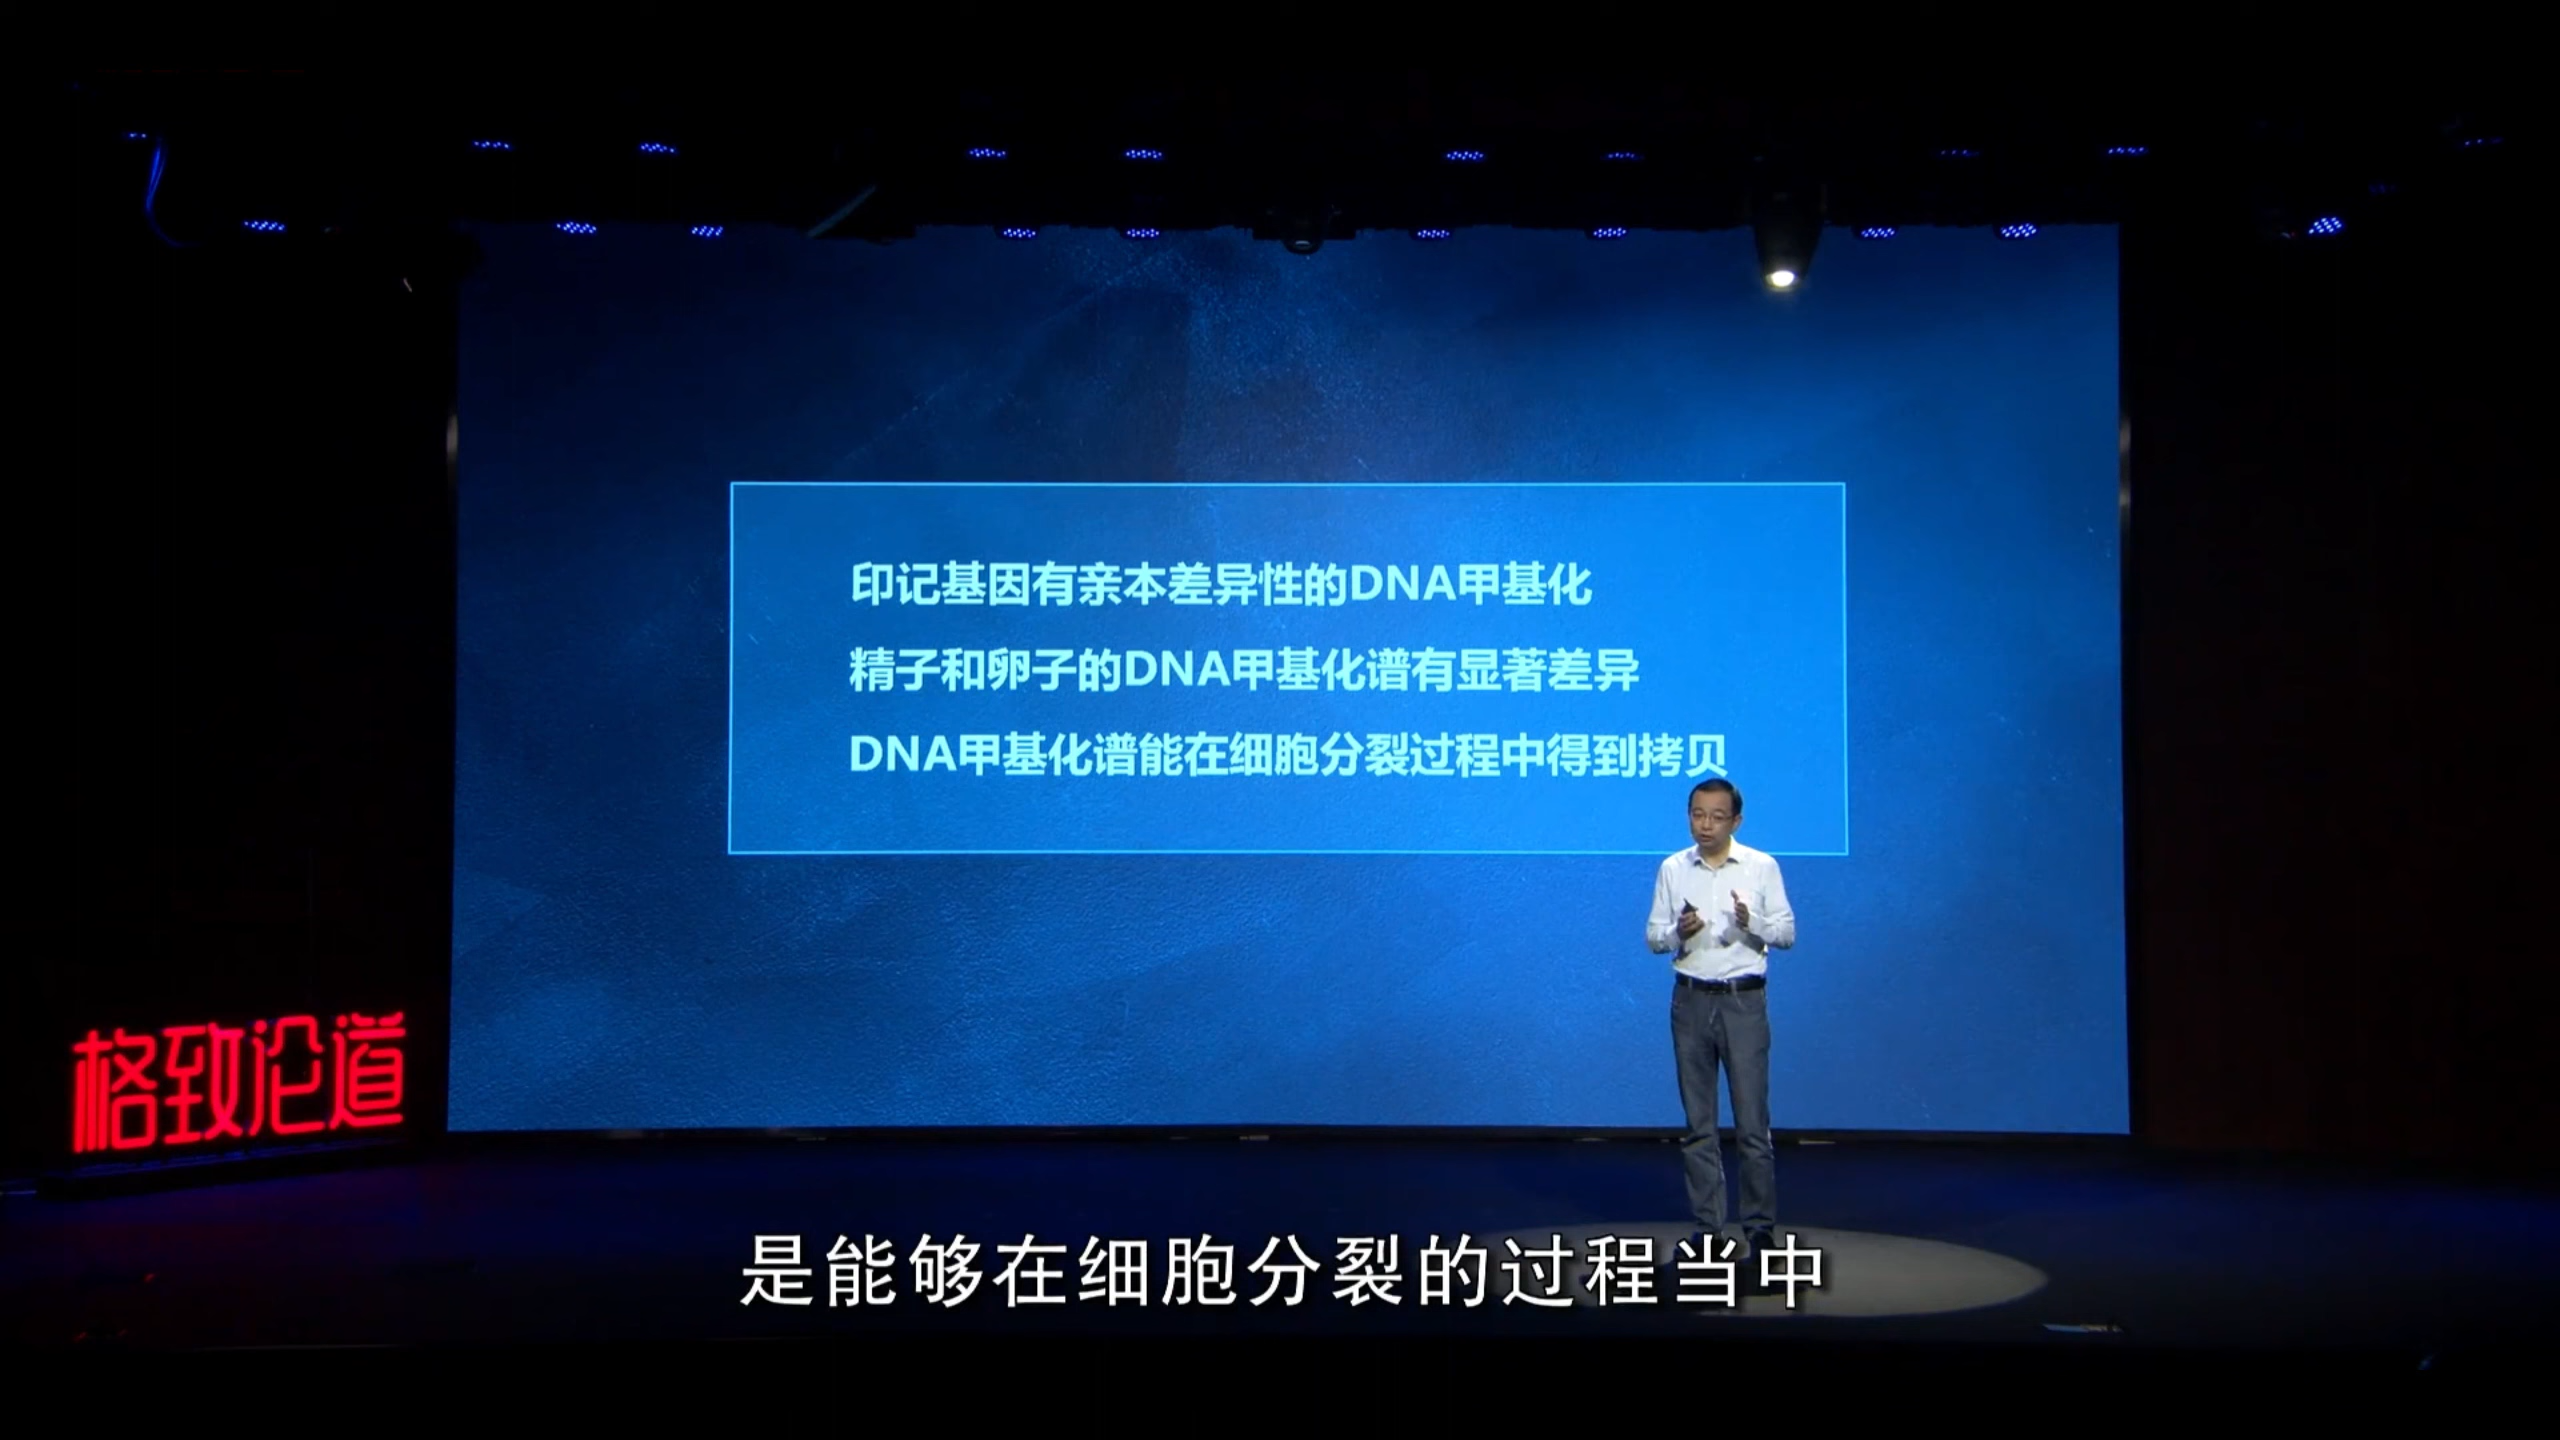 印记基因有亲本差异性的DNA甲基化
精子和卵子的DNA甲基化谱有显著差异
DNA甲基化谱能在细胞分裂过程中得到拷贝
格致论道
是能够在细胞分裂的过程当中